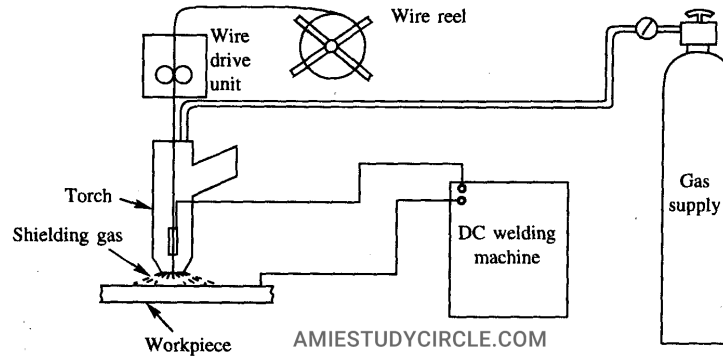 Wire reel
Wire
drive
unit
Torch
Shielding gas
Gas
supply
DC welding
machine
Workpiece
AMIESTUDYCIRCLE.COM